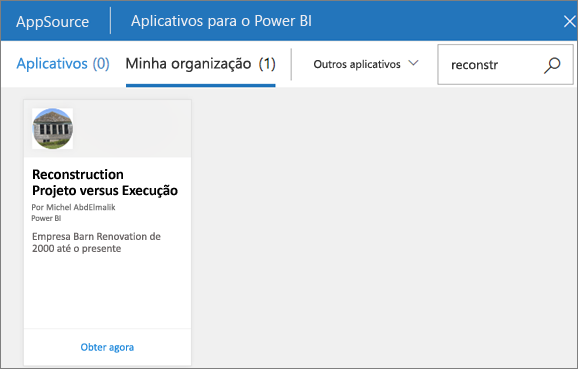 AppSource Aplicativos para o Power BI
Aplicativos (0) Minha organização (1) Outros aplicativos reconstr
Reconstruction
Projeto versus Execução
Por Michel AbdElmalik
Power BI
Empresa Barn Renovation de
2000 até o presente
Obter agora